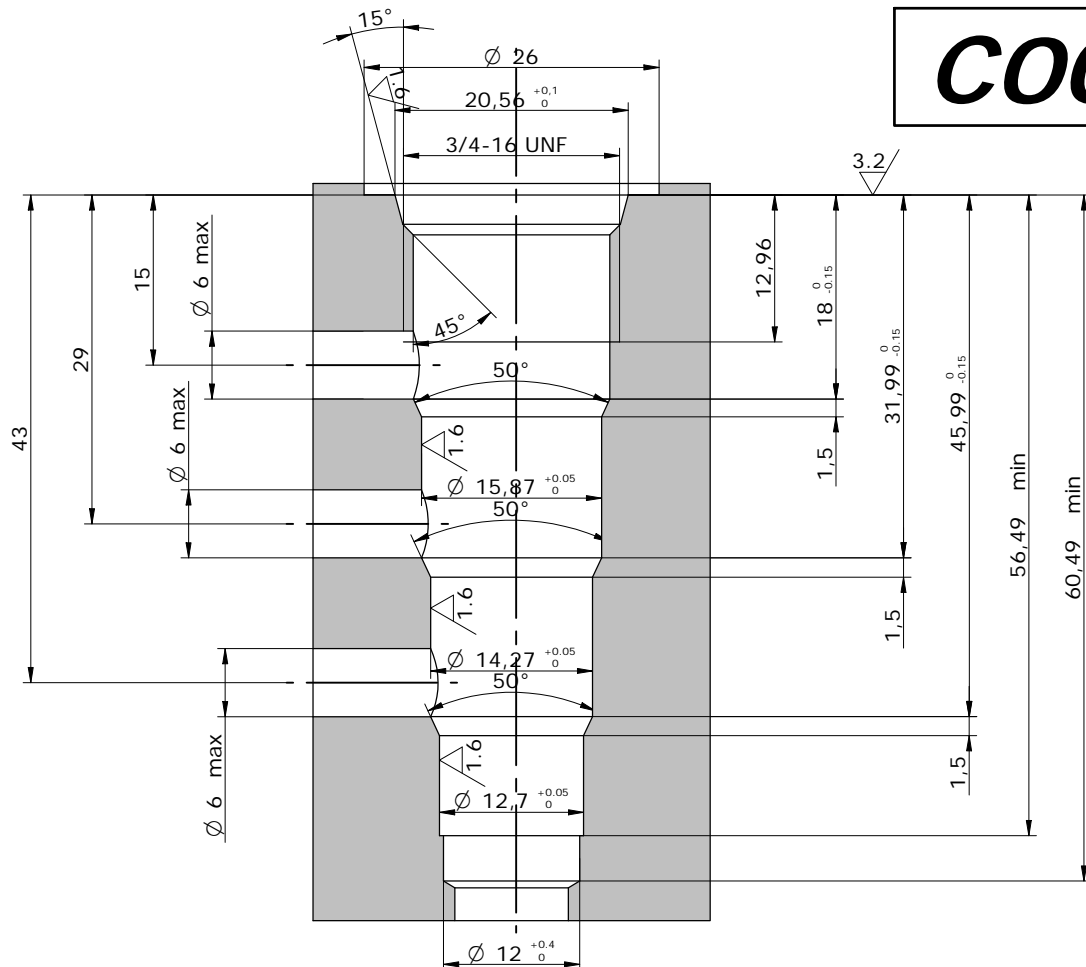 15°
Ø 26
1.6
20,56 +0,1 0
3/4-16 UNF
3.2
15
29
43
Ø 6 max
Ø 6 max
Ø 6 max
45°
12,96
18 0 -0.15
31,99 0 -0.15
45,99 0 -0.15
56,49 min
60,49 min
50°
1.6
1,5
Ø 15,87 +0.05 0
50°
1.6
1,5
Ø 14,27 +0.05 0
50°
1.6
1,5
Ø 12,7 +0.05 0
Ø 12 +0.4 0